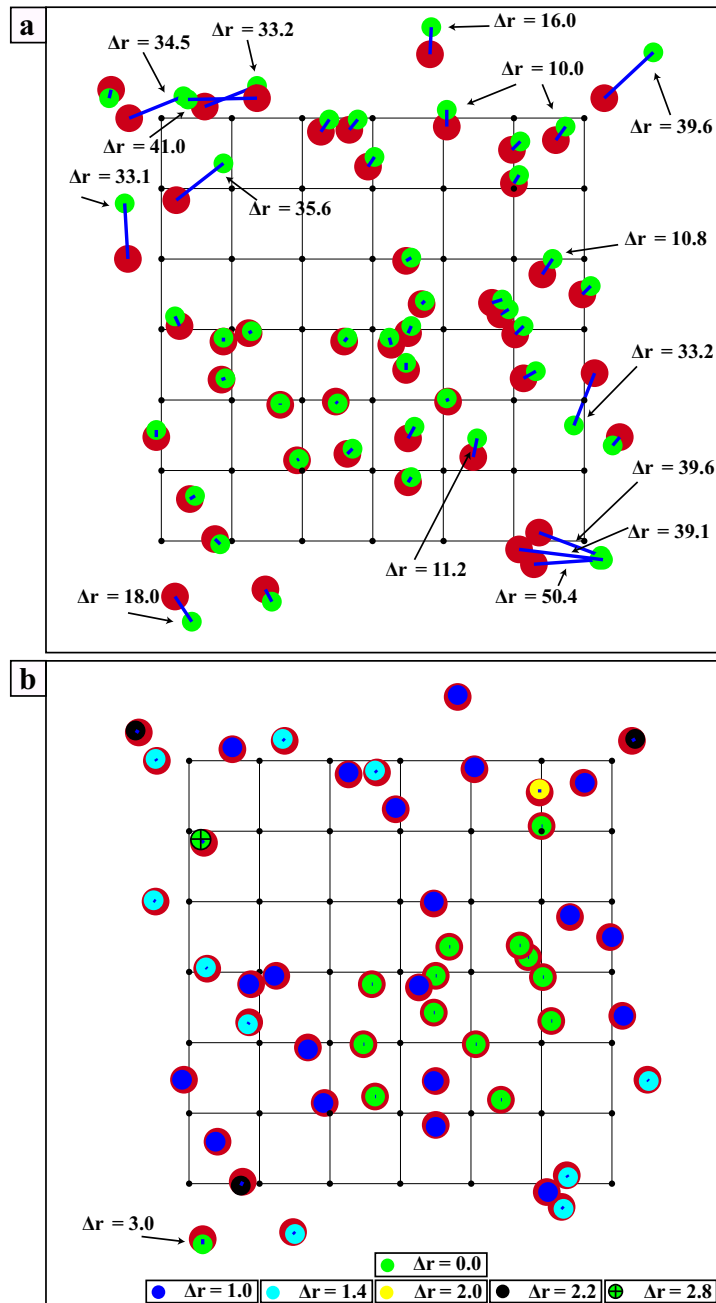 a
Δr = 16.0
Δr = 34.5
Δr = 33.2
Δr = 10.0
Δr = 39.6
Δr = 41.0
Δr = 33.1
Δr = 35.6
Δr = 10.8
Δr = 33.2
Δr = 39.6
Δr = 39.1
Δr = 11.2
Δr = 50.4
Δr = 18.0
b
Δr = 3.0
Δr = 0.0
Δr = 1.0
Δr = 1.4
Δr = 2.0
Δr = 2.2
Δr = 2.8